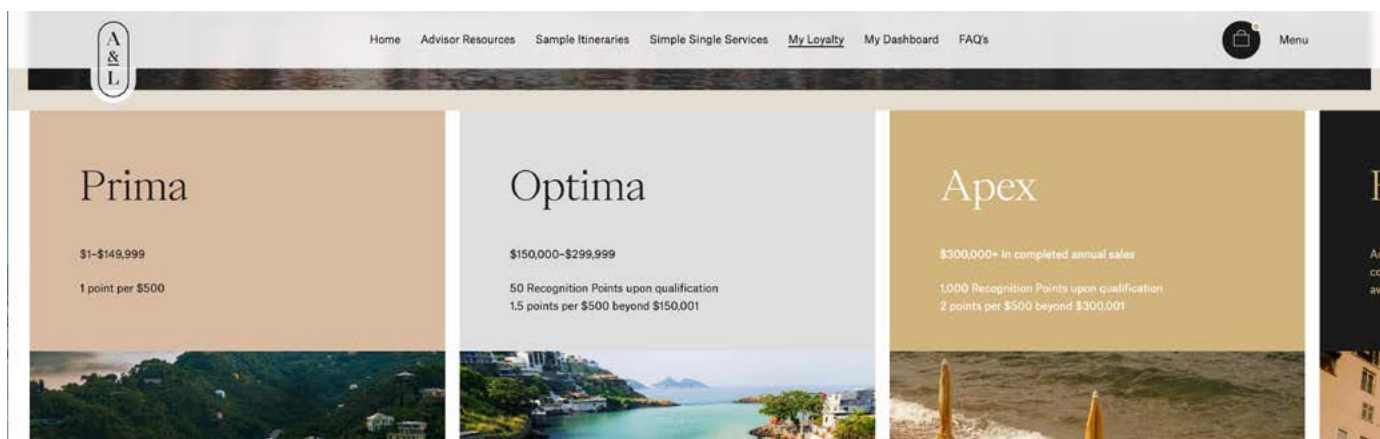 A
&
L
Home Advisor Resources Sample Itineraries Simple Single Services My Loyalty My Dashboard FAQ's
Menu
Prima
$1–$149,999
1 point per $500
Optima
$150,000–$299,999
50 Recognition Points upon qualification
1.5 points per $500 beyond $150,001
Apex
$300,000+ in completed annual sales
1,000 Recognition Points upon qualification
2 points per $500 beyond $300,001